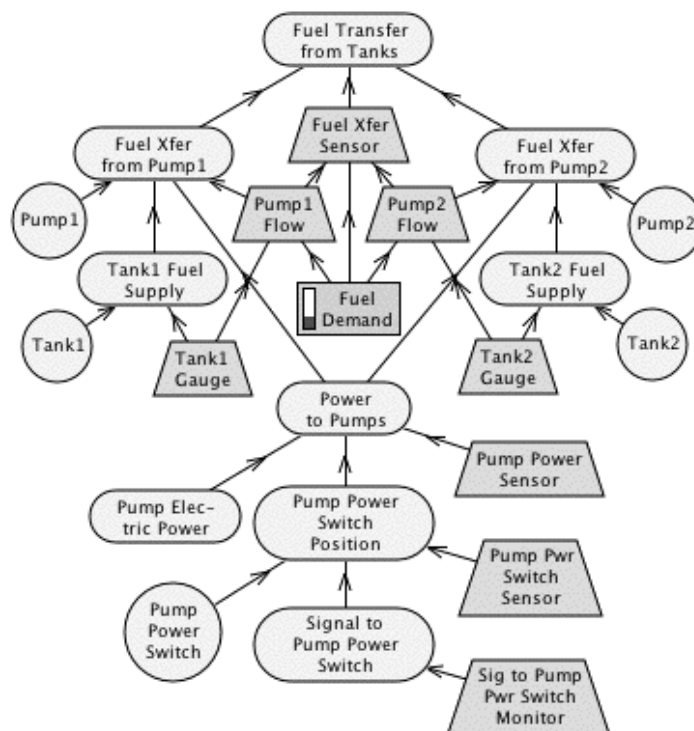 Fuel Transfer
from Tanks
Fuel Xfer
from Pump1
Fuel Xfer
Sensor
Fuel Xfer
from Pump2
Pump1
Pump1
Flow
Pump2
Flow
Pump2
Tank1 Fuel
Supply
Fuel
Demand
Tank2 Fuel
Supply
Tank1
Tank1
Gauge
Tank2
Gauge
Tank2
Power
to Pumps
Pump Elec-
tric Power
Pump Power
Switch
Position
Pump Power
Sensor
Pump
Power
Switch
Signal to
Pump Power
Switch
Pump Pwr
Switch
Sensor
Sig to Pump
Pwr Switch
Monitor